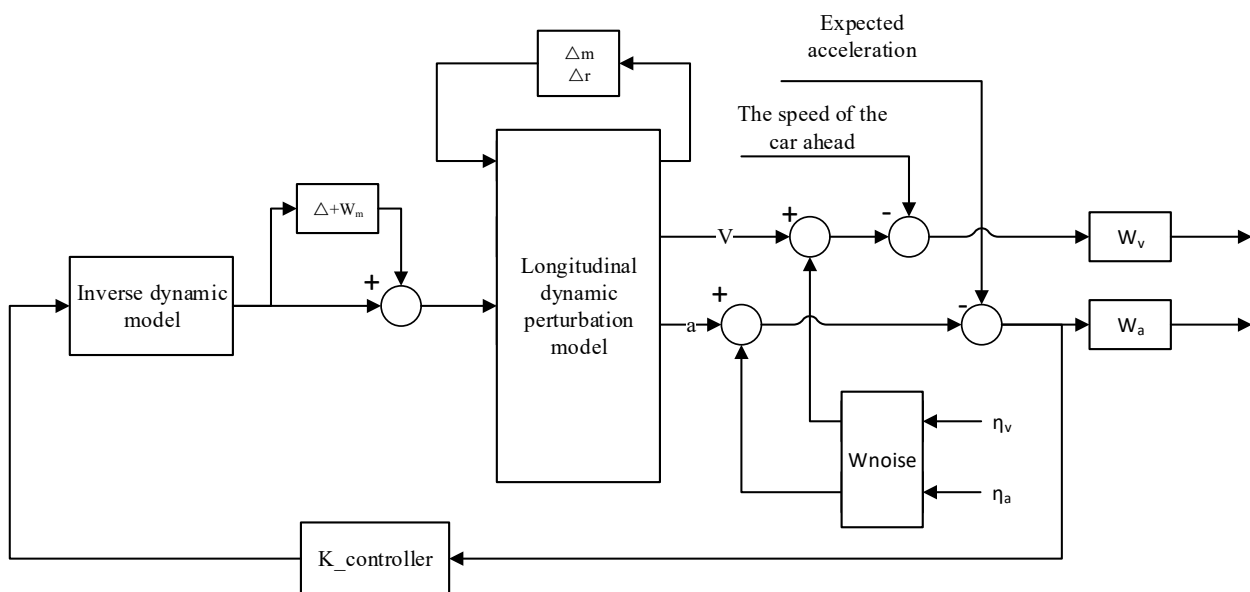 Expected
acceleration
△m
△r
The speed of the
car ahead
△+Wₘ
+
-
V
Wᵥ
Inverse dynamic
model
+
Longitudinal
dynamic
perturbation
model
+
-
a
Wₐ
ηᵥ
Wnoise
ηₐ
K_controller